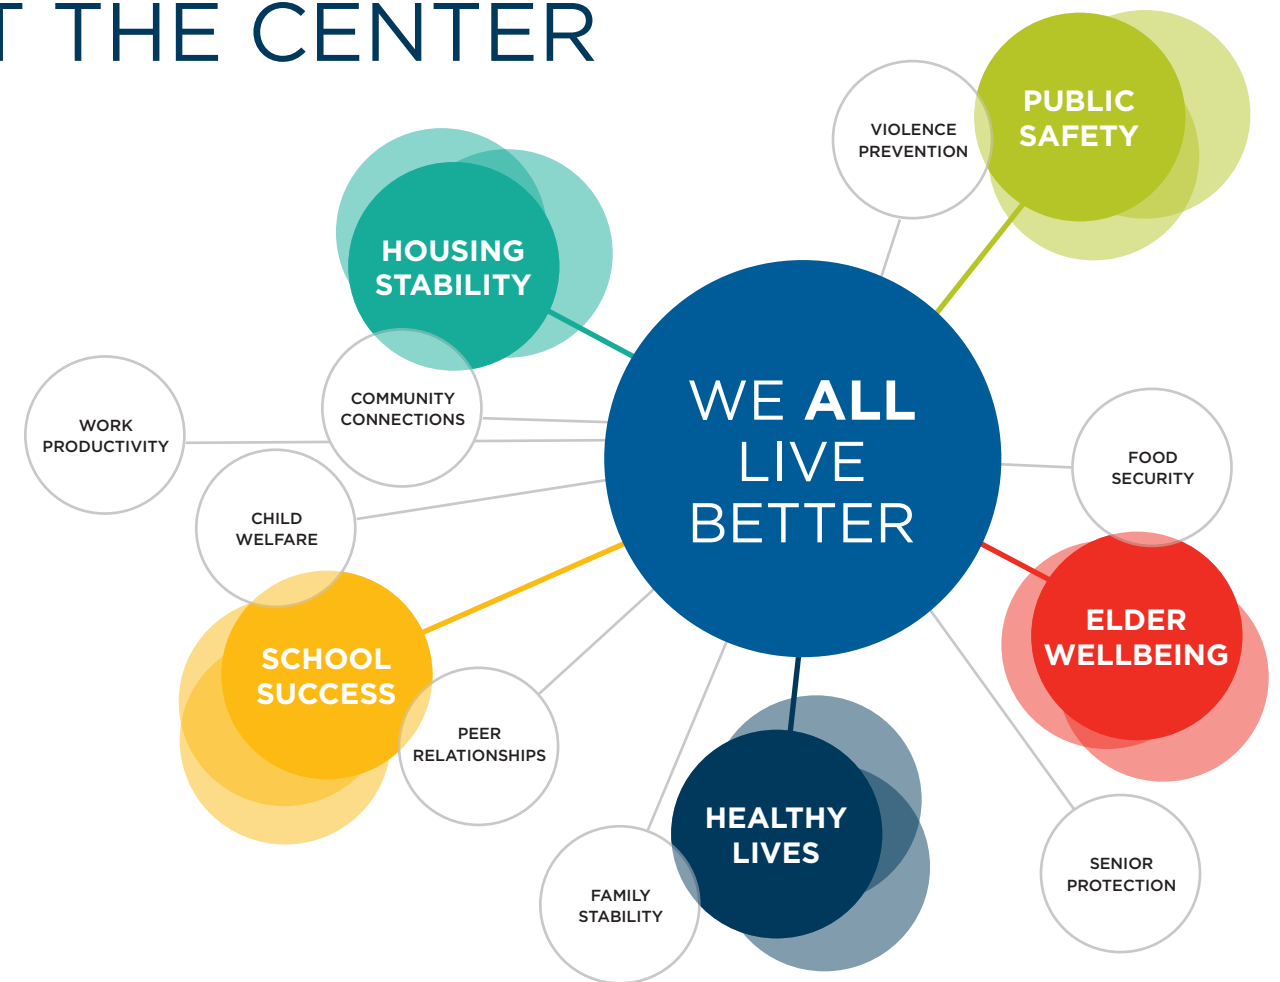 T THE CENTER
VIOLENCE
PREVENTION
PUBLIC
SAFETY
HOUSING
STABILITY
COMMUNITY
CONNECTIONS
WORK
PRODUCTIVITY
WE ALL
LIVE
BETTER
FOOD
SECURITY
CHILD
WELFARE
ELDER
WELLBEING
SCHOOL
SUCCESS
PEER
RELATIONSHIPS
HEALTHY
LIVES
FAMILY
STABILITY
SENIOR
PROTECTION